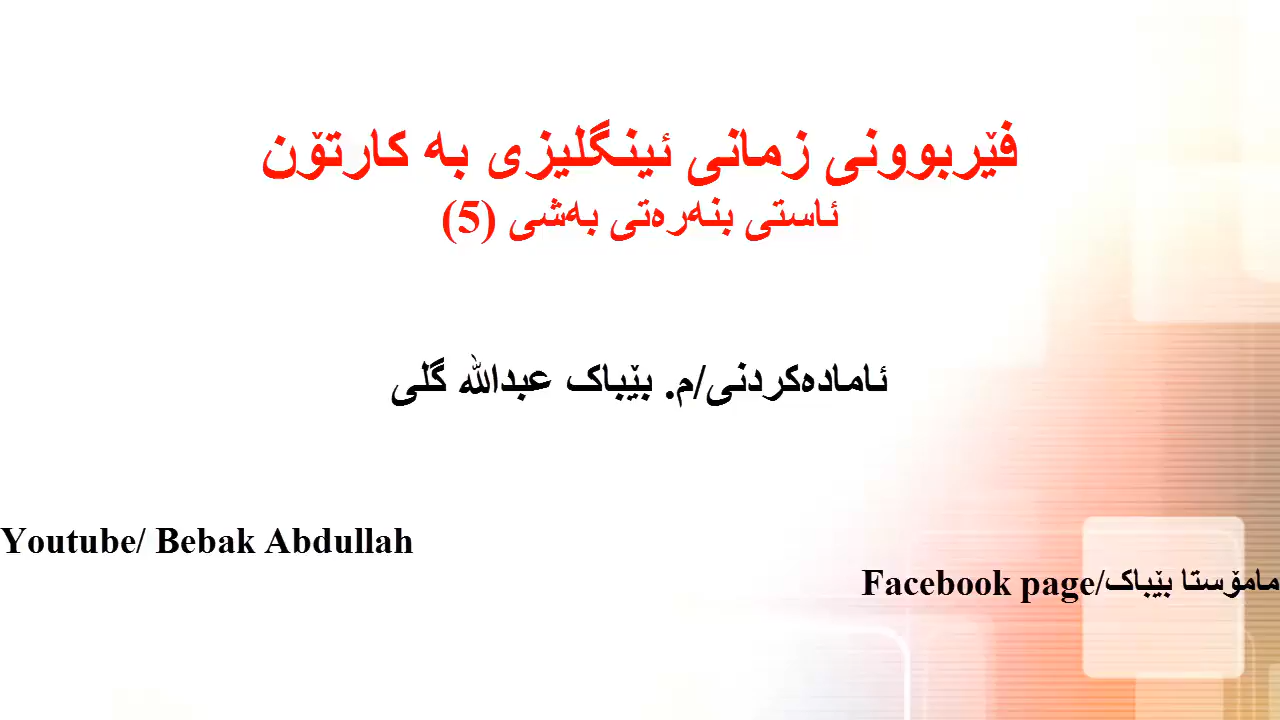 فێربوونی زمانی ئینگلیزی بە کارتۆن
ئاستی بنەرەتی بەشی (5)
ئامادەکردنی/م. بێباک عبدالله گلی
Youtube/ Bebak Abdullah
Facebook page/مامۆستا بێباک